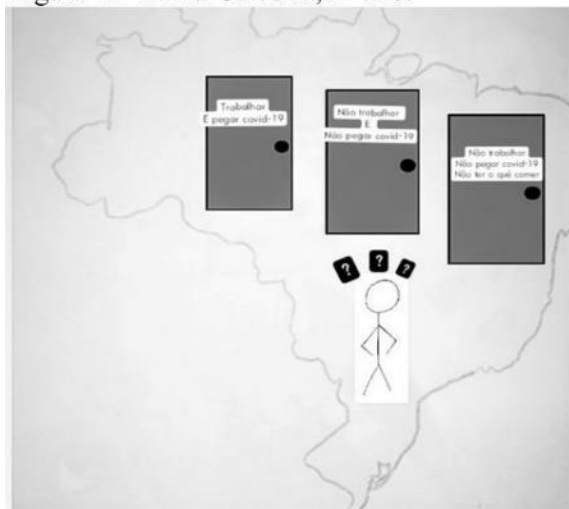 Trabalhar
E pegar covid-19
Não trabalhar
E
Não pegar covid-19
Não trabalhar
Não pegar covid-19
Não ter o quê comer
? ? ?